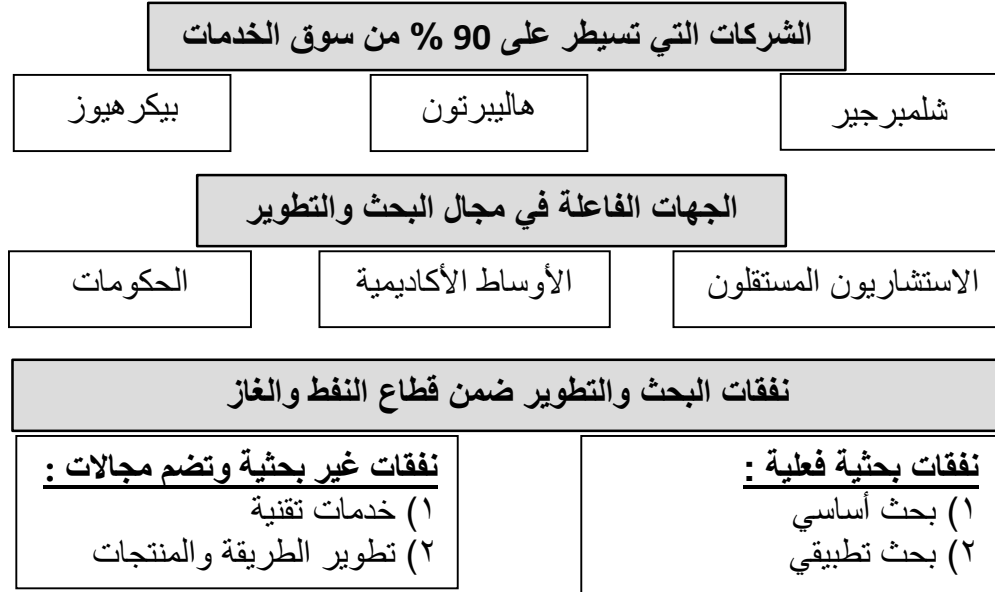 الشركات التي تسيطر على 90 % من سوق الخدمات
شلمبرجير
هاليبرتون
بيكرهيوز
الجهات الفاعلة في مجال البحث والتطوير
الاستشاريون المستقلون
الأوساط الأكاديمية
الحكومات
نفقات البحث والتطوير ضمن قطاع النفط والغاز
نفقات بحثية فعلية :
١) بحث أساسي
٢) بحث تطبيقي
نفقات غير بحثية وتضم مجالات :
١) خدمات تقنية
٢) تطوير الطريقة والمنتجات